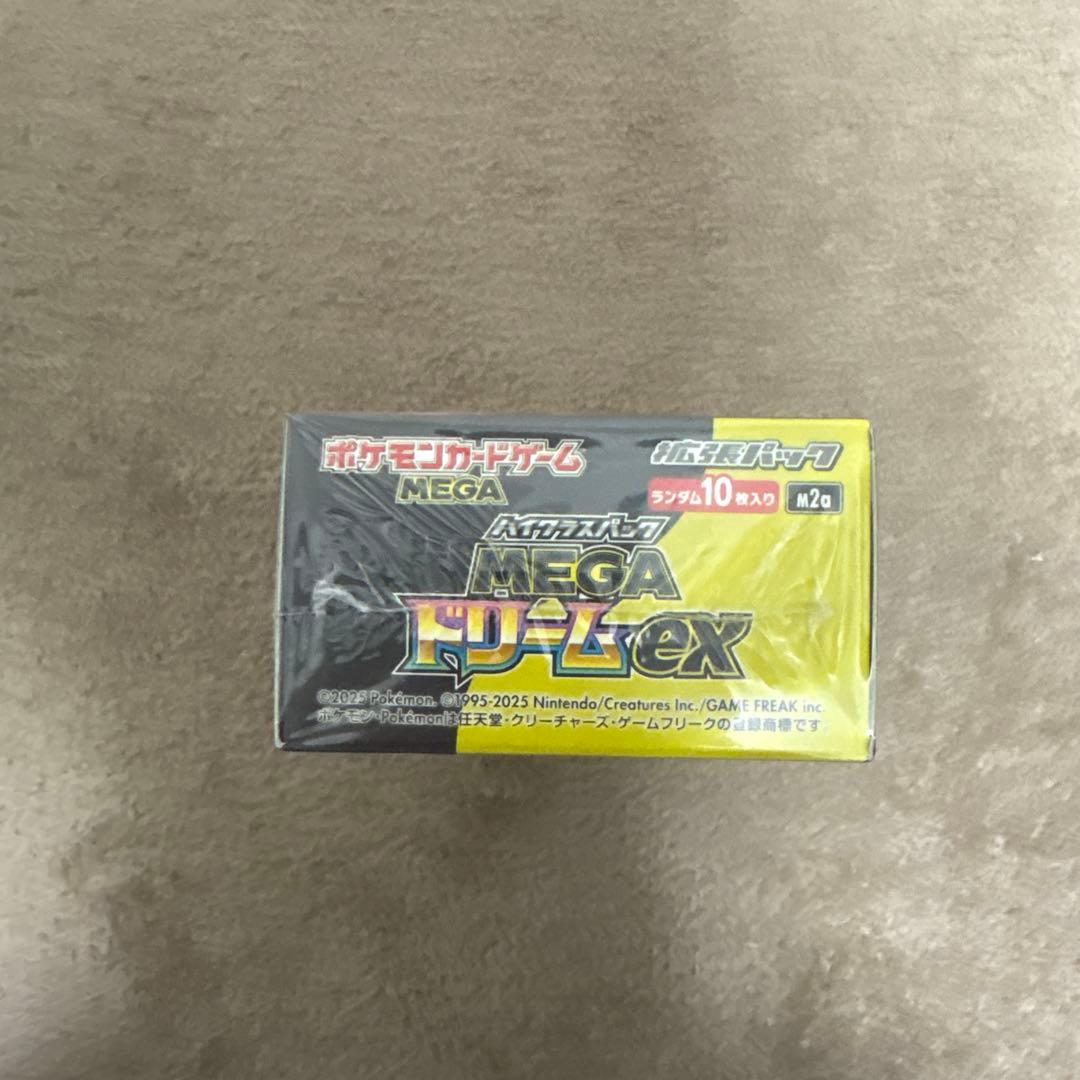 ポケモンカードゲーム
MEGA
拡張パック
ランダム10枚入り
M2a
ハイクラスパック
MEGA
ドリームex
©2025 Pokémon. ©1995-2025 Nintendo/Creatures Inc./GAME FREAK inc.
ポケモン・Pokémonは任天堂・クリーチャーズ・ゲームフリークの登録商標です。